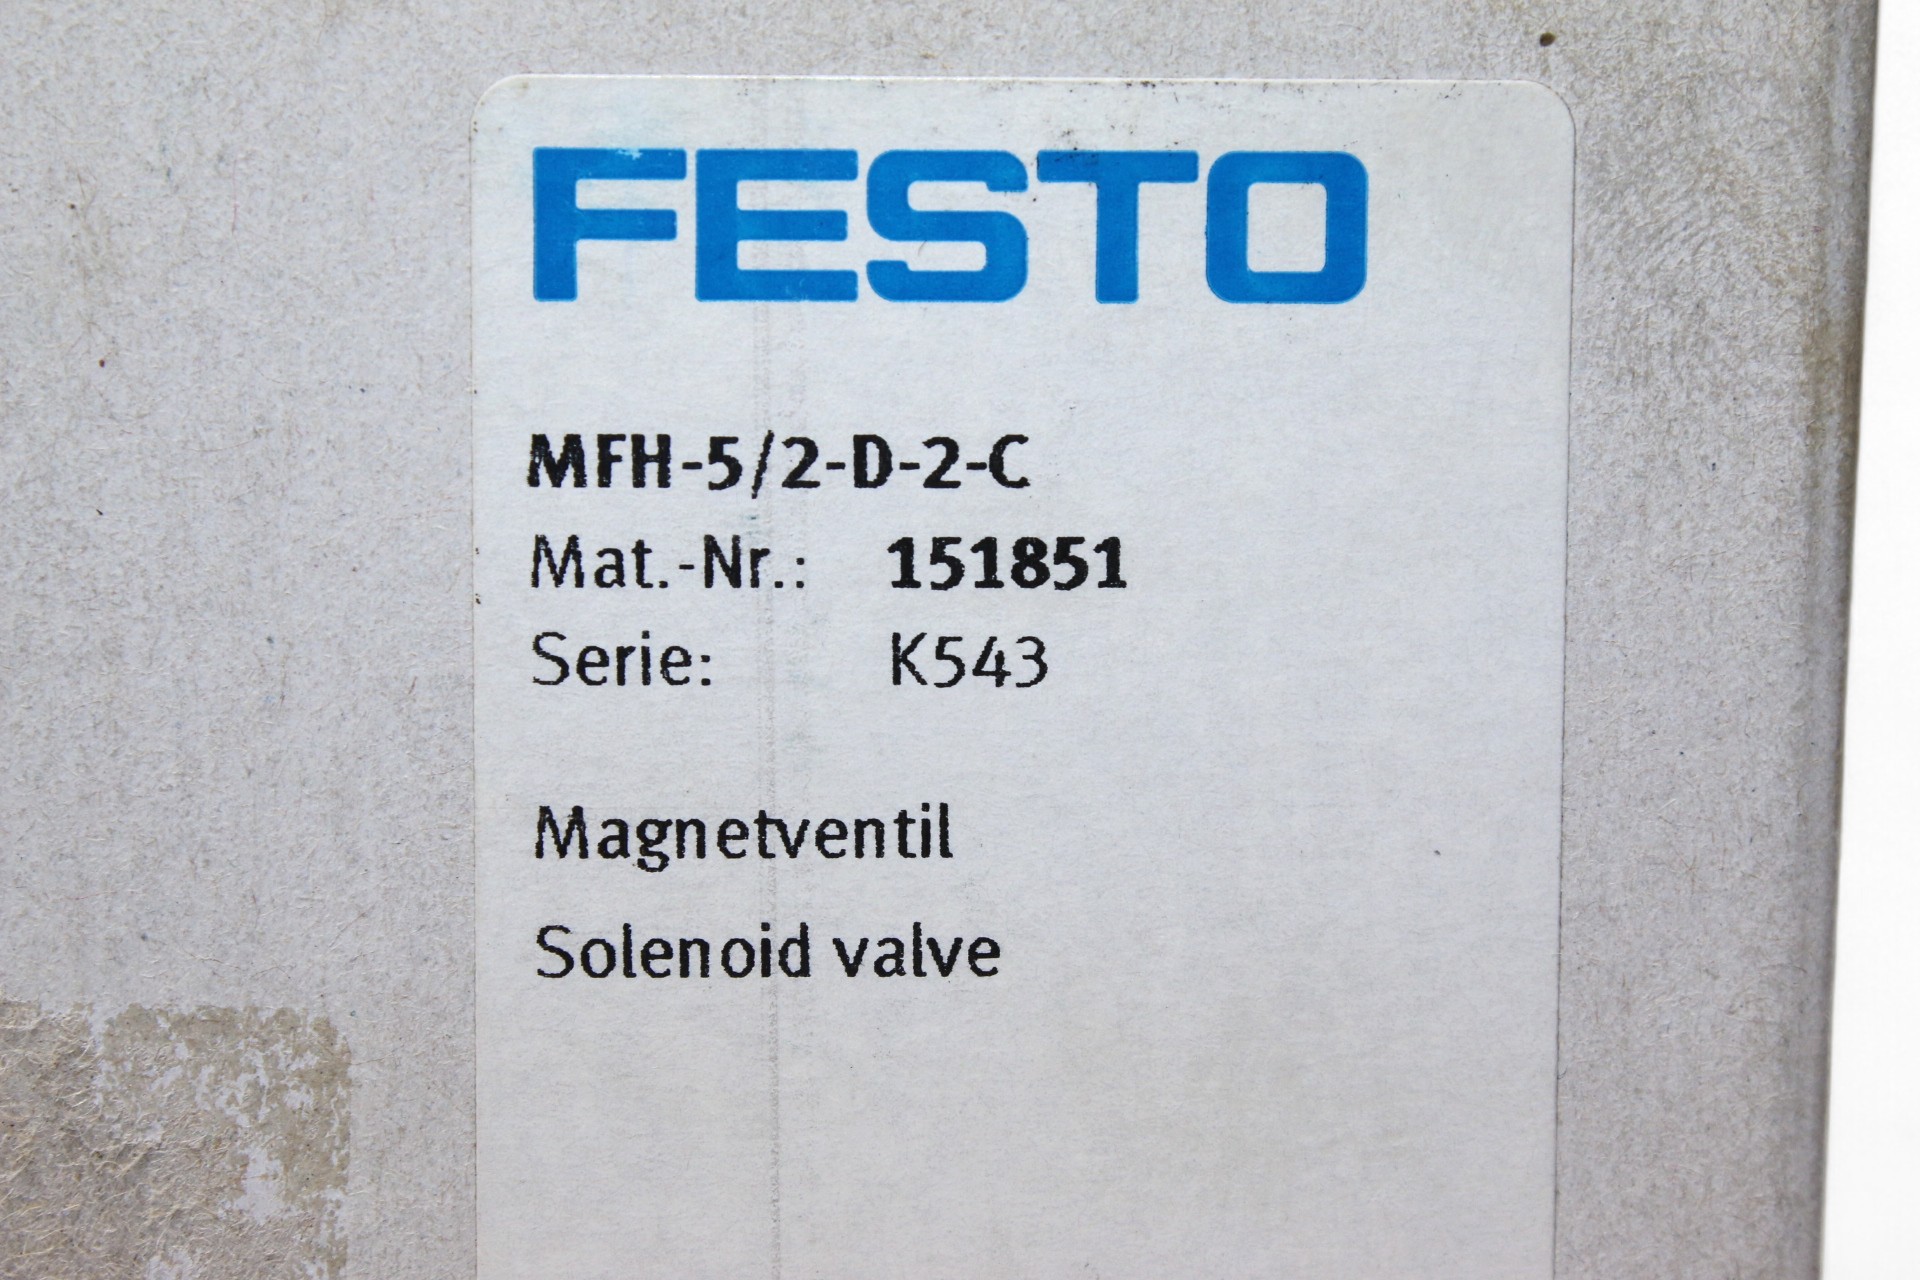 FESTO
MFH-5/2-D-2-C
Mat.-Nr.: 151851
Serie: K543
Magnetventil
Solenoid valve